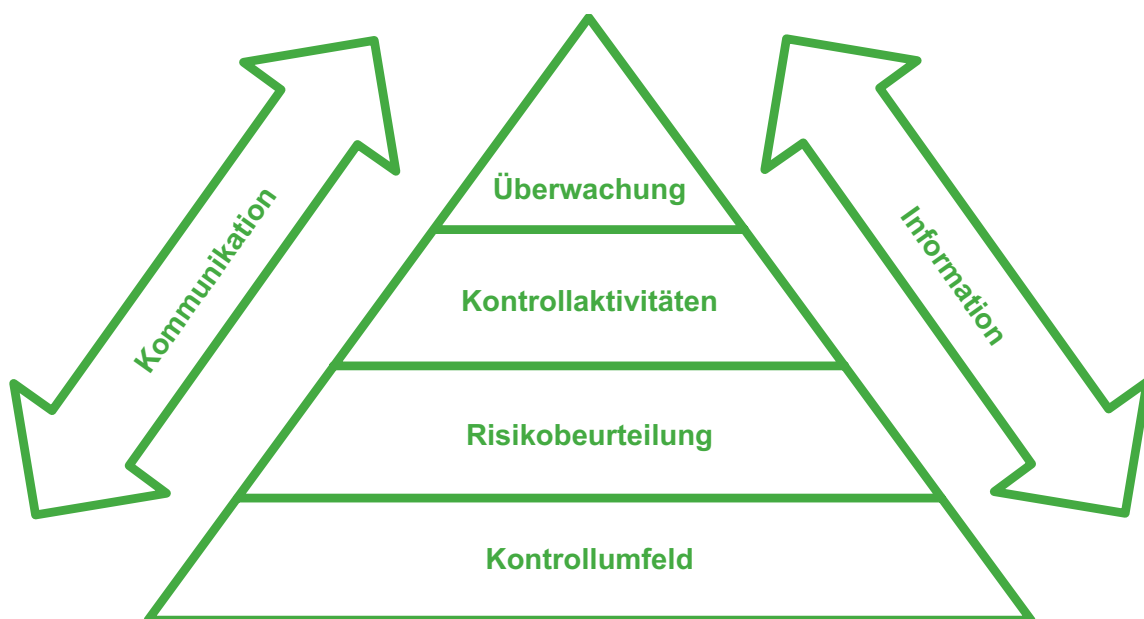 Überwachung
Kommunikation
Information
Kontrollaktivitäten
Risikobeurteilung
Kontrollumfeld